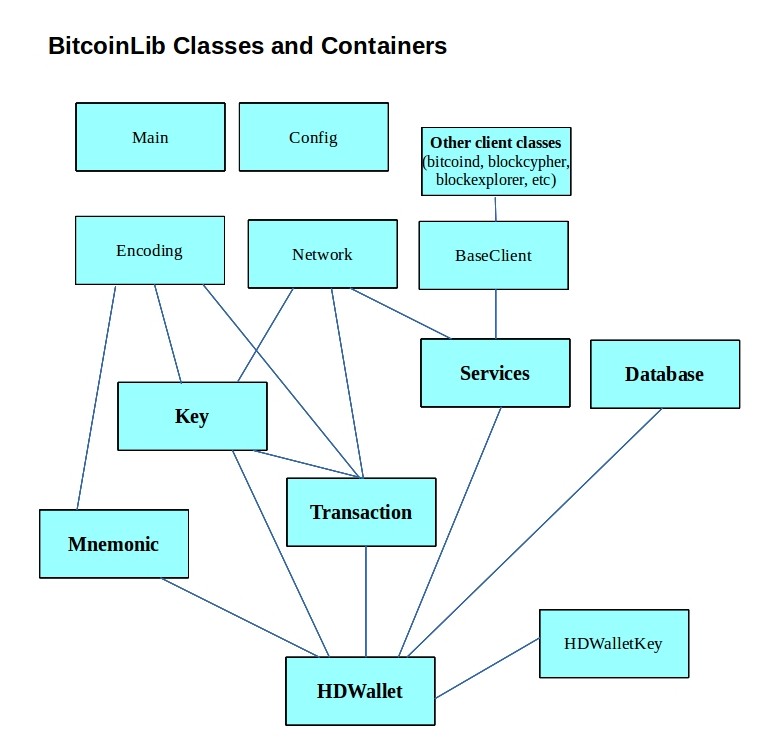 BitcoinLib Classes and Containers
Main
Config
Other client classes
(bitcoind, blockcypher,
blockexplorer, etc)
Encoding
Network
BaseClient
Services
Database
Key
Transaction
Mnemonic
HDWalletKey
HDWallet